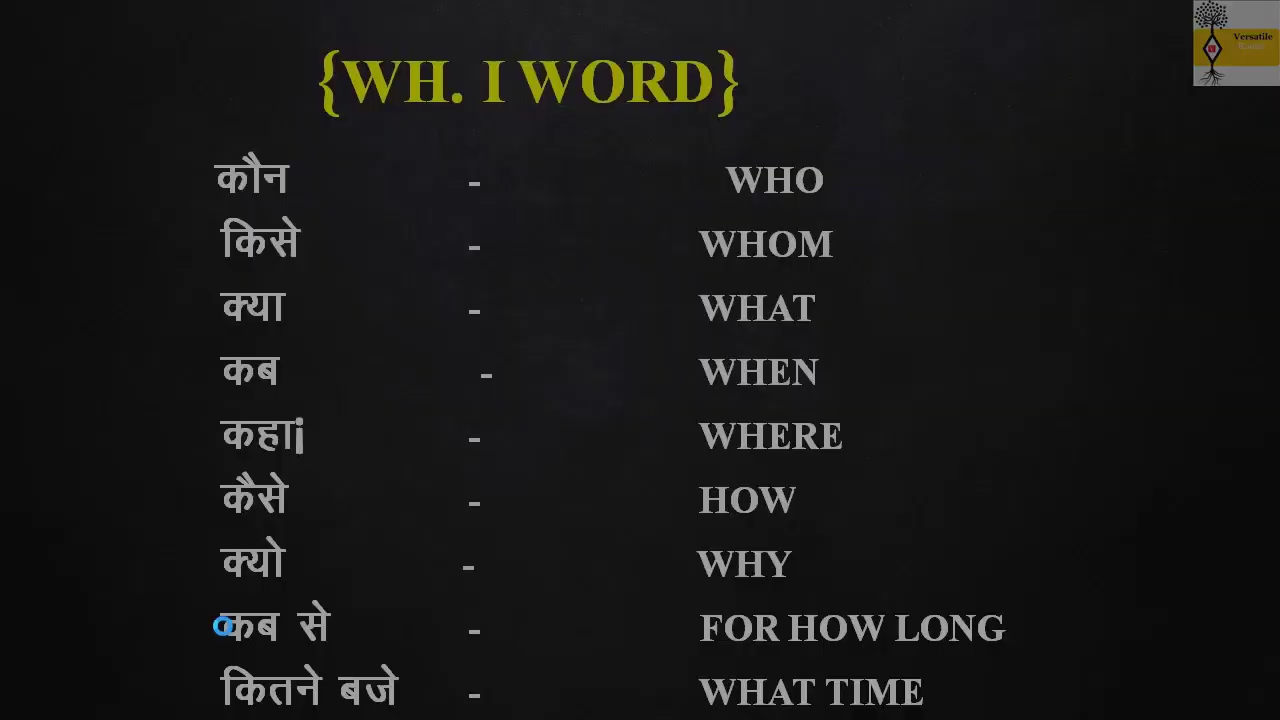 {WH. I WORD}
Versatile
कौन - WHO
किसे - WHOM
क्या - WHAT
कब - WHEN
कहाi - WHERE
कैसे - HOW
क्यो - WHY
कब से - FOR HOW LONG
कितने बजे - WHAT TIME